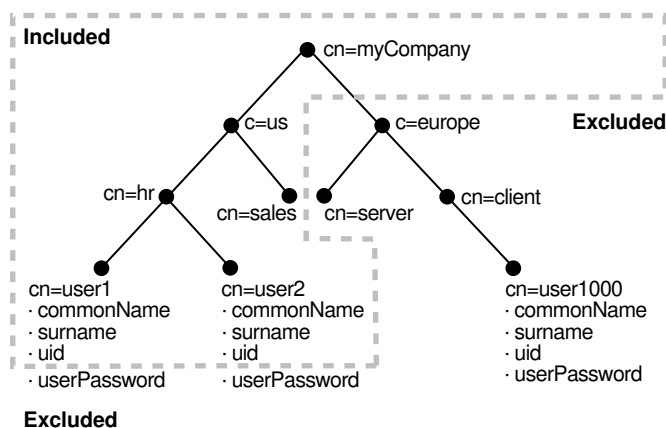 Included
cn=myCompany
c=us
c=europe
Excluded
cn=hr
cn=sales
cn=server
cn=client
cn=user1
· commonName
· surname
· uid
· userPassword
cn=user2
· commonName
· surname
· uid
· userPassword
cn=user1000
· commonName
· surname
· uid
· userPassword
Excluded